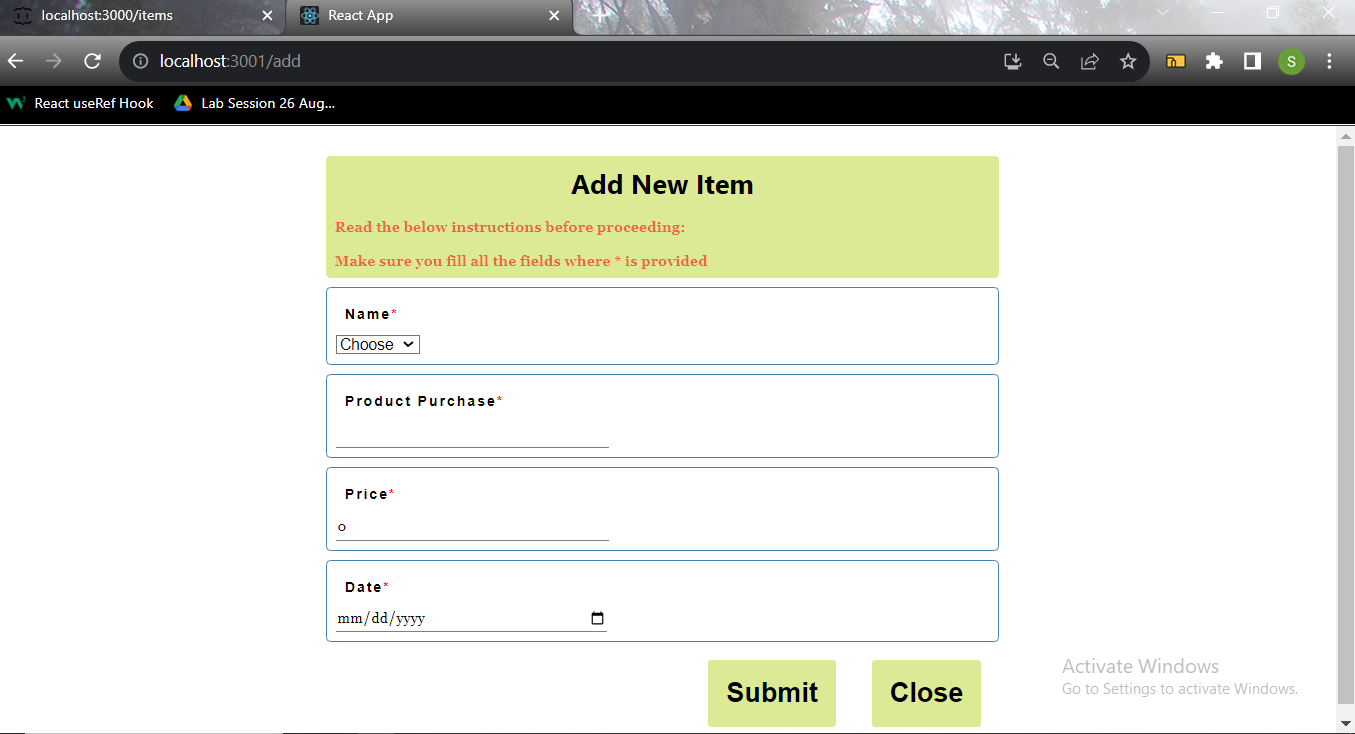 localhost:3000/items
React App
localhost:3001/add
S
React useRef Hook
Lab Session 26 Aug...
Add New Item
Read the below instructions before proceeding:
Make sure you fill all the fields where * is provided
Name*
Choose
Product Purchase*
Price*
0
Date*
mm/dd/yyyy
Submit
Close
Activate Windows
Go to Settings to activate Windows.